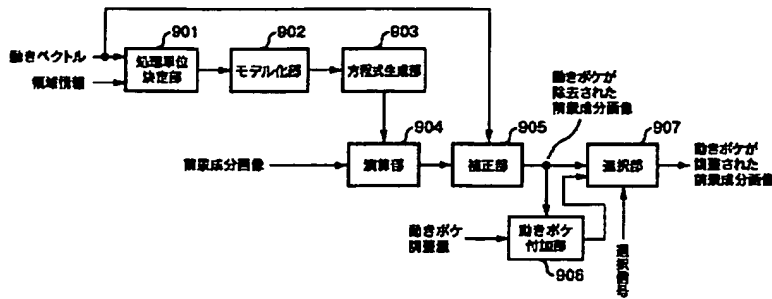 901
902
903
動きベクトル
処理単位
決定部
モデル化部
方程式生成部
領域情報
動きボケが
除去された
前景成分画像
904
905
907
前景成分画像
演算部
補正部
選択部
動きボケが
調整された
前景成分画像
動きボケ
調整量
動きボケ
付加部
906
選択信号